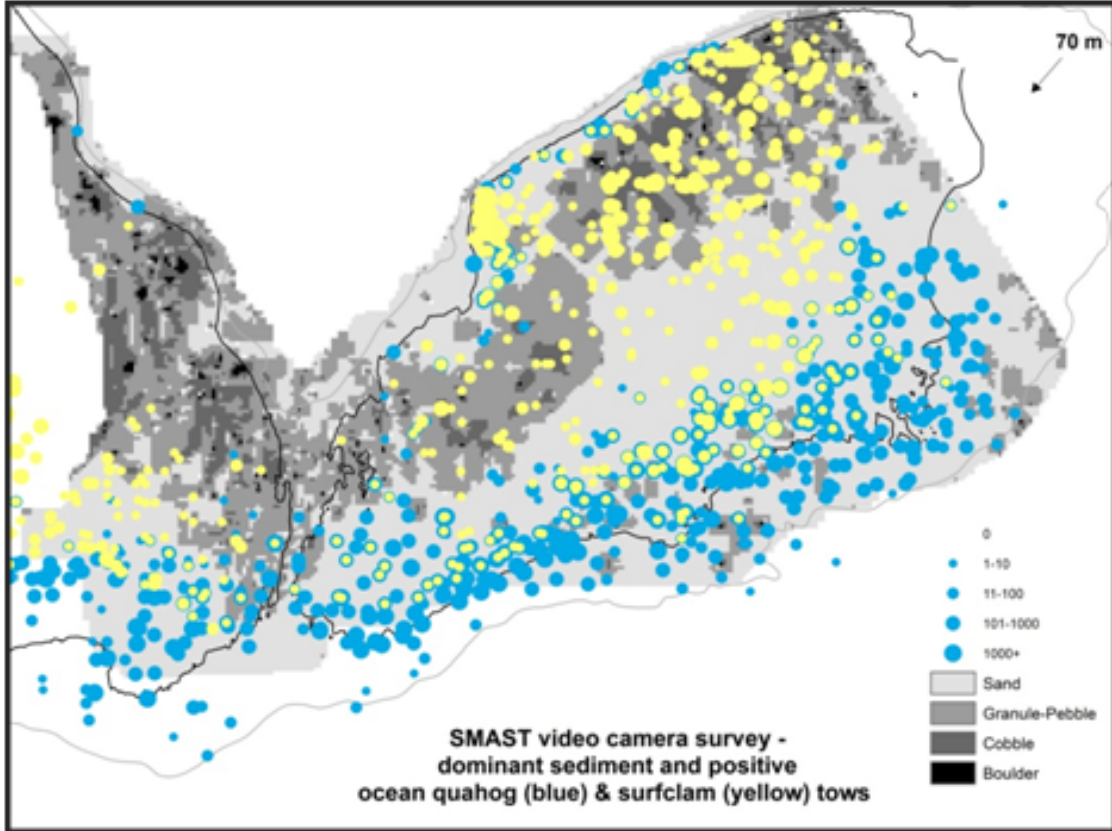 70 m
0
1-10
11-100
101-1000
1000+
Sand
Granule-Pebble
Cobble
Boulder
SMAST video camera survey -
dominant sediment and positive
ocean quahog (blue) & surfclam (yellow) tows